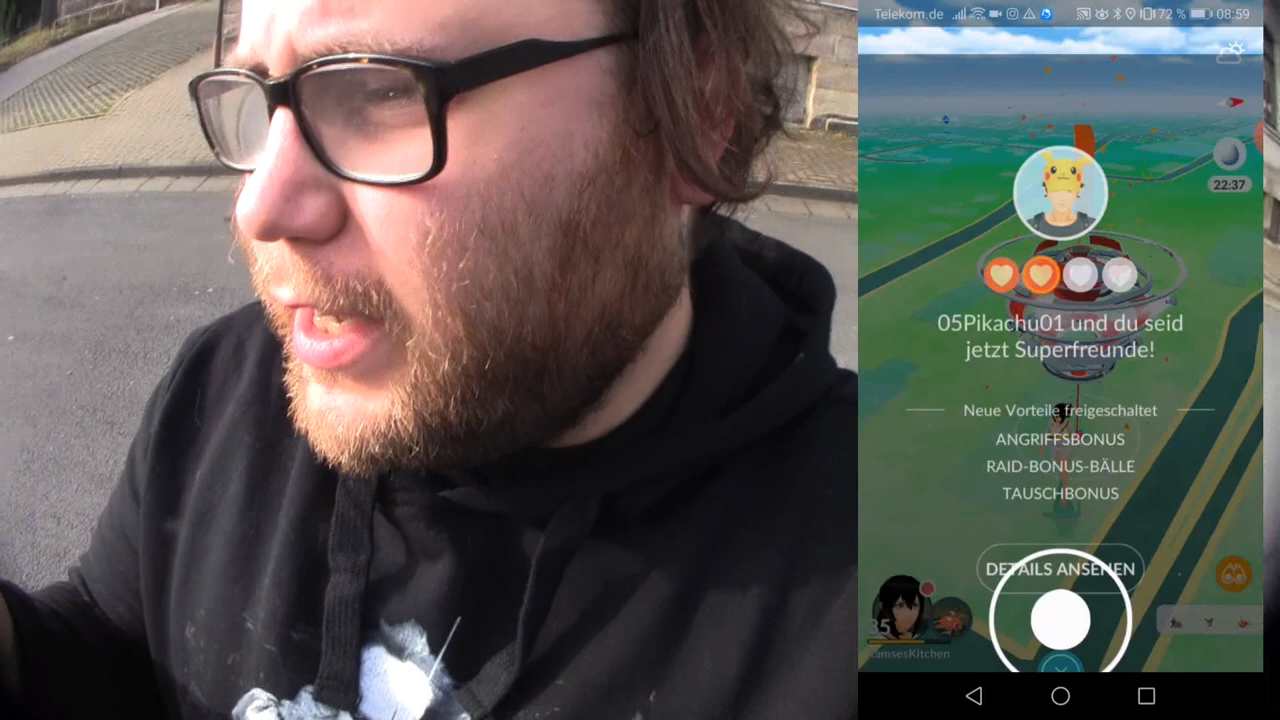 Telekom.de 72 % 08:59
22:37
05Pikachu01 und du seid
jetzt Superfreunde!
Neue Vorteile freigeschaltet
ANGRIFFSBONUS
RAID-BONUS-BÄLLE
TAUSCHBONUS
DETAILS ANSEHEN
35
amsesKitchen